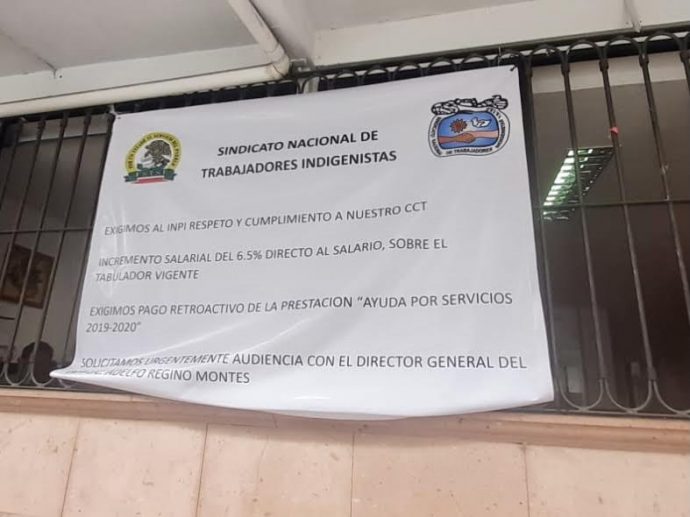 SINDICATO NACIONAL DE
TRABAJADORES INDIGENISTAS
EXIGIMOS AL INPI RESPETO Y CUMPLIMIENTO A NUESTRO CCT
INCREMENTO SALARIAL DEL 6.5% DIRECTO AL SALARIO, SOBRE EL
TABULADOR VIGENTE
EXIGIMOS PAGO RETROACTIVO DE LA PRESTACION "AYUDA POR SERVICIOS
2019-2020"
SOLICITAMOS URGENTEMENTE AUDIENCIA CON EL DIRECTOR GENERAL DEL
ADELFO REGINO MONTES